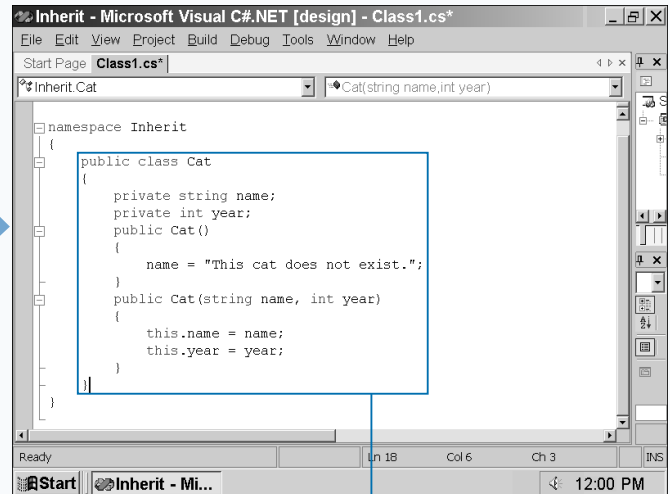 Inherit - Microsoft Visual C#.NET [design] - Class1.cs*
File Edit View Project Build Debug Tools Window Help
Start Page Class1.cs*
Inherit.Cat Cat(string name,int year)
namespace Inherit
{
public class Cat
{
private string name;
private int year;
public Cat()
{
name = "This cat does not exist.";
}
public Cat(string name, int year)
{
this.name = name;
this.year = year;
}
}
}
Ready Ln 18 Col 6 Ch 3 INS
Start Inherit - Mi... 12:00 PM